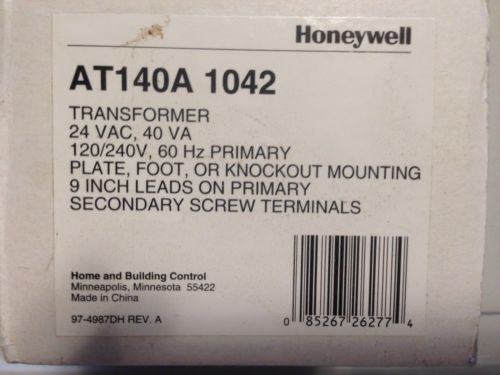 Honeywell
AT140A 1042
TRANSFORMER
24 VAC, 40 VA
120/240V, 60 Hz PRIMARY
PLATE, FOOT, OR KNOCKOUT MOUNTING
9 INCH LEADS ON PRIMARY
SECONDARY SCREW TERMINALS
Home and Building Control
Minneapolis, Minnesota 55422
Made in China
97-4987DH REV. A
0 85267 26277 4